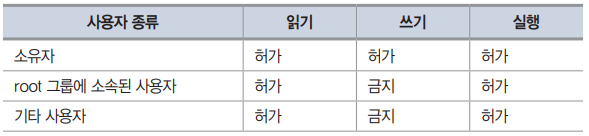 사용자 종류 읽기 쓰기 실행
소유자 허가 허가 허가
root 그룹에 소속된 사용자 허가 금지 허가
기타 사용자 허가 금지 허가